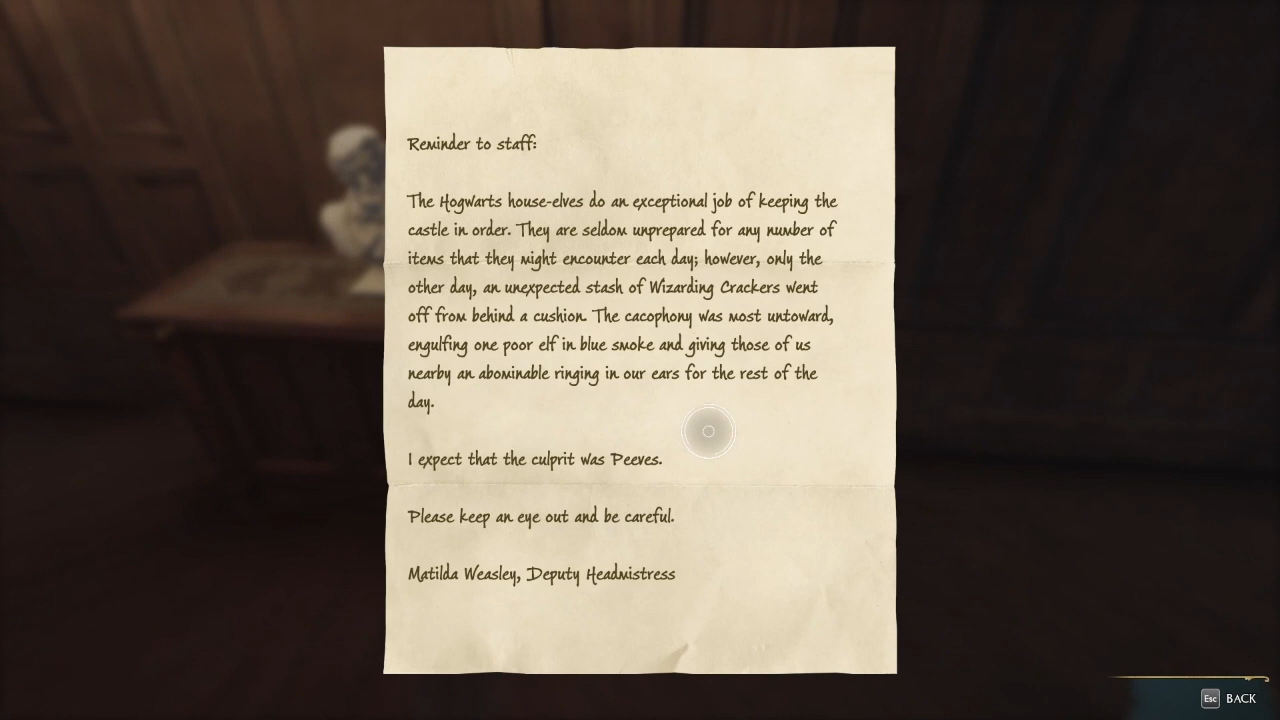 Reminder to staff:
The Hogwarts house-elves do an exceptional job of keeping the
castle in order. They are seldom unprepared for any number of
items that they might encounter each day; however, only the
other day, an unexpected stash of Wizarding Crackers went
off from behind a cushion. The cacophony was most untoward,
engulfing one poor elf in blue smoke and giving those of us
nearby an abominable ringing in our ears for the rest of the
day.
I expect that the culprit was Peeves.
Please keep an eye out and be careful.
Matilda Weasley, Deputy Headmistress
Esc BACK